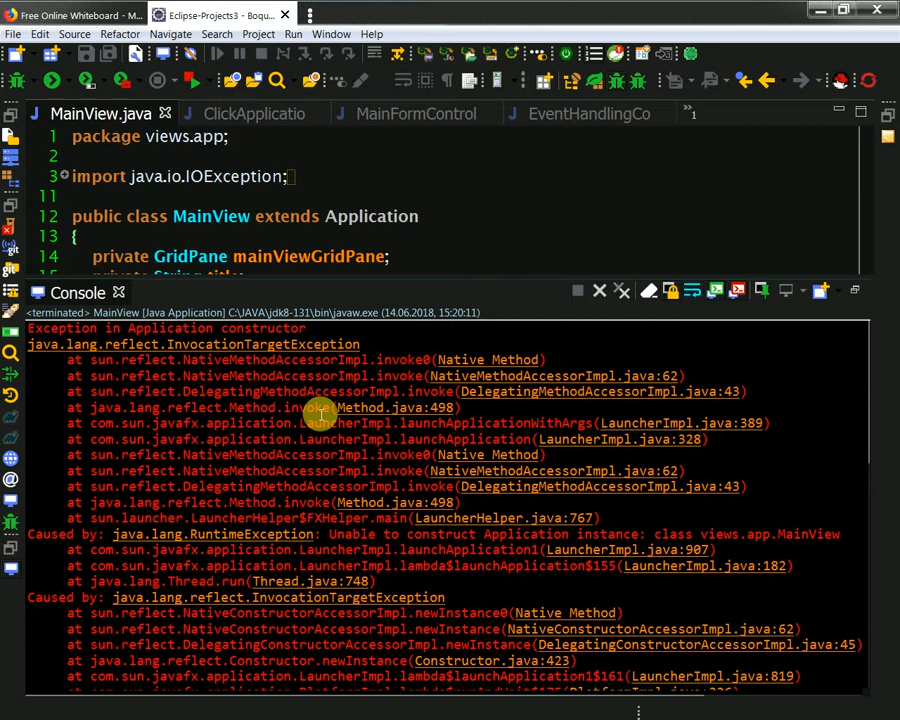 Free Online Whiteboard - M...
Eclipse-Projects3 - Boqu...
File Edit Source Refactor Navigate Search Project Run Window Help
MainView.java
ClickApplicatio
MainFormControl
EventHandlingCo
»1
1 package views.app;
2
3 import java.io.IOException;
11
12 public class MainView extends Application
13 {
14 private GridPane mainViewGridPane;
Console
<terminated> MainView [Java Application] C:\JAVA\jdk8-131\bin\javaw.exe (14.06.2018, 15:20:11)
Exception in Application constructor
java.lang.reflect.InvocationTargetException
at sun.reflect.NativeMethodAccessorImpl.invoke0(Native Method)
at sun.reflect.NativeMethodAccessorImpl.invoke(NativeMethodAccessorImpl.java:62)
at sun.reflect.DelegatingMethodAccessorImpl.invoke(DelegatingMethodAccessorImpl.java:43)
at java.lang.reflect.Method.invoke(Method.java:498)
at com.sun.javafx.application.LauncherImpl.launchApplicationWithArgs(LauncherImpl.java:389)
at com.sun.javafx.application.LauncherImpl.launchApplication(LauncherImpl.java:328)
at sun.reflect.NativeMethodAccessorImpl.invoke0(Native Method)
at sun.reflect.NativeMethodAccessorImpl.invoke(NativeMethodAccessorImpl.java:62)
at sun.reflect.DelegatingMethodAccessorImpl.invoke(DelegatingMethodAccessorImpl.java:43)
at java.lang.reflect.Method.invoke(Method.java:498)
at sun.launcher.LauncherHelper$FXHelper.main(LauncherHelper.java:767)
Caused by: java.lang.RuntimeException: Unable to construct Application instance: class views.app.MainView
at com.sun.javafx.application.LauncherImpl.launchApplication1(LauncherImpl.java:907)
at com.sun.javafx.application.LauncherImpl.lambda$launchApplication$155(LauncherImpl.java:182)
at java.lang.Thread.run(Thread.java:748)
Caused by: java.lang.reflect.InvocationTargetException
at sun.reflect.NativeConstructorAccessorImpl.newInstance0(Native Method)
at sun.reflect.NativeConstructorAccessorImpl.newInstance(NativeConstructorAccessorImpl.java:62)
at sun.reflect.DelegatingConstructorAccessorImpl.newInstance(DelegatingConstructorAccessorImpl.java:45)
at java.lang.reflect.Constructor.newInstance(Constructor.java:423)
at com.sun.javafx.application.LauncherImpl.lambda$launchApplication1$161(LauncherImpl.java:819)